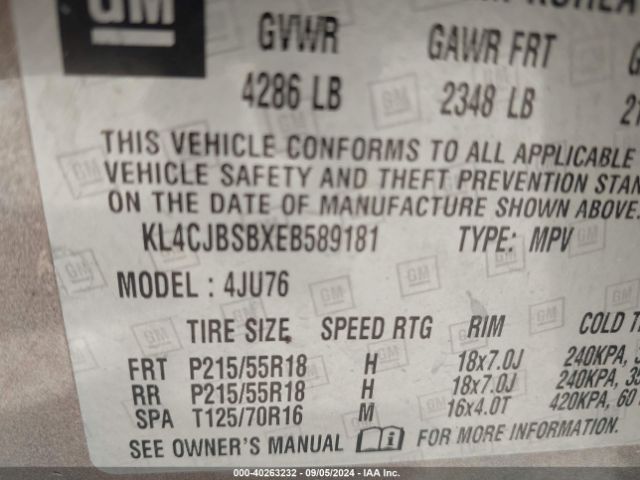 GM
GVWR GAWR FRT
4286 LB 2348 LB
THIS VEHICLE CONFORMS TO ALL APPLICABLE
VEHICLE SAFETY AND THEFT PREVENTION STAN
ON THE DATE OF MANUFACTURE SHOWN ABOVE.
KL4CJBSBXEB589181 TYPE: MPV
MODEL : 4JU76
TIRE SIZE SPEED RTG RIM COLD TI
FRT P215/55R18 H 18x7.0J 240KPA,
RR P215/55R18 H 18x7.0J 240KPA, 35
SPA T125/70R16 M 16x4.0T 420KPA, 60
SEE OWNER'S MANUAL FOR MORE INFORMATION.
000-40263232 - 09/05/2024 - IAA Inc.